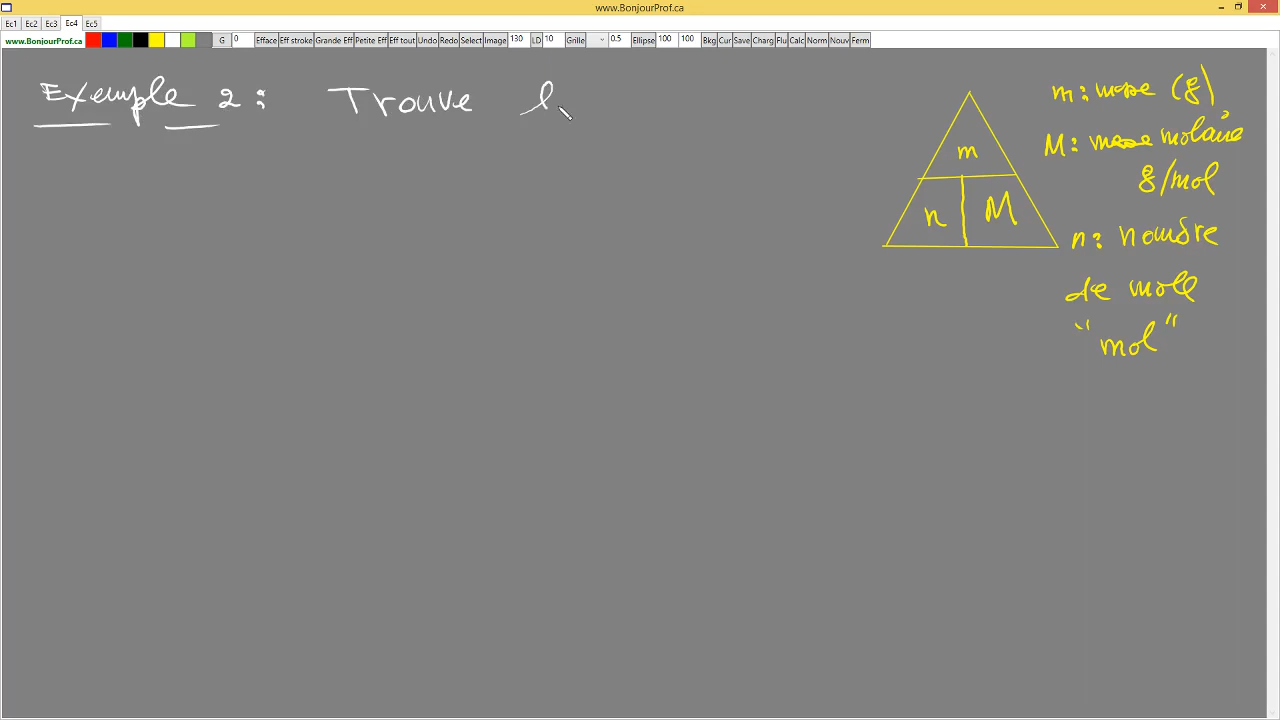 www.BonjourProf.ca
Ec1 Ec2 Ec3 Ec4 Ec5
www.BonjourProf.ca G 0 Efface Eff stroke Grande Eff Petite Eff Eff tout Undo Redo Select Image 130 LD 10 Grille 0.5 Ellipse 100 100 Bkg Cur Save Charg Flu Calc Norm Nouv Ferm
Exemple 2 : Trouve l
m : masse (g)
M : masse molaire
g/mol
n : nombre
de mole
"mol"
m
n M